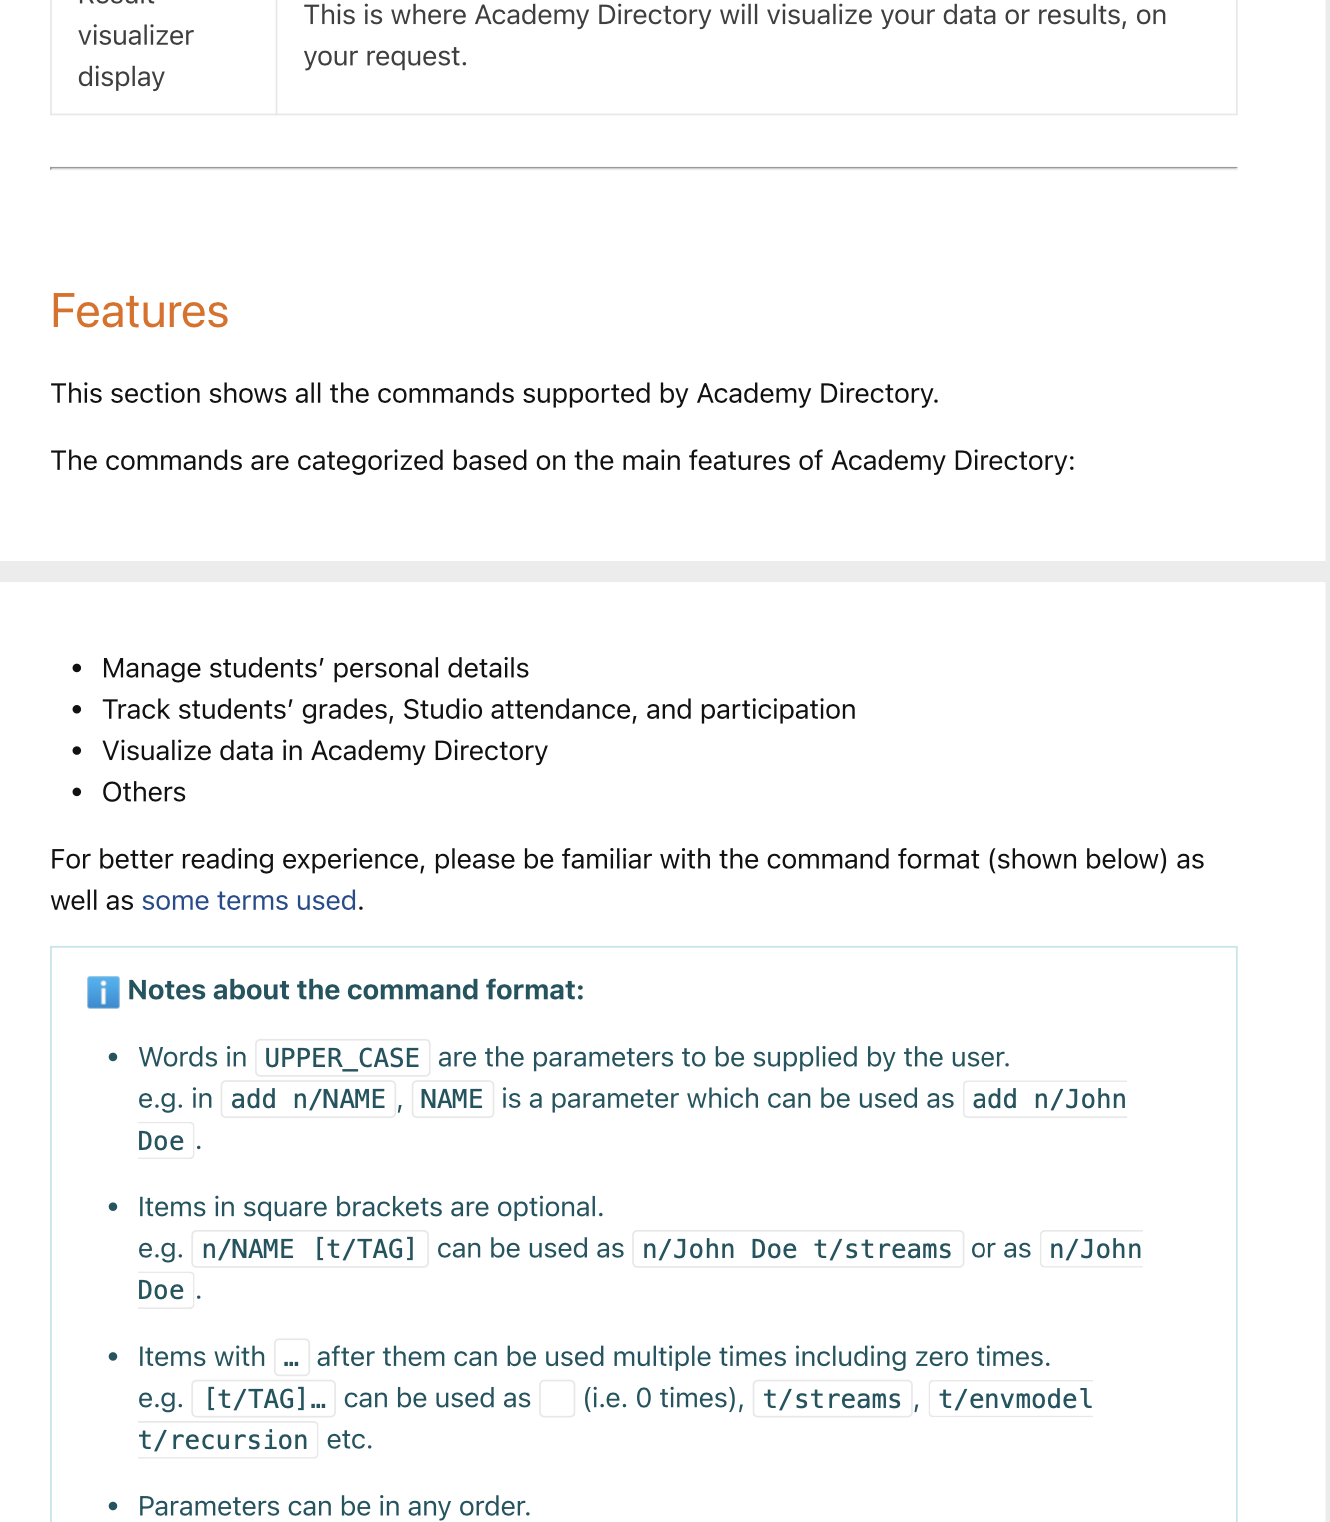 Result
visualizer
display
This is where Academy Directory will visualize your data or results, on
your request.
Features
This section shows all the commands supported by Academy Directory.
The commands are categorized based on the main features of Academy Directory:
• Manage students’ personal details
• Track students’ grades, Studio attendance, and participation
• Visualize data in Academy Directory
• Others
For better reading experience, please be familiar with the command format (shown below) as
well as some terms used.
ℹ️ Notes about the command format:
• Words in UPPER_CASE are the parameters to be supplied by the user.
e.g. in add n/NAME, NAME is a parameter which can be used as add n/John
Doe.
• Items in square brackets are optional.
e.g. n/NAME [t/TAG] can be used as n/John Doe t/streams or as n/John
Doe.
• Items with … after them can be used multiple times including zero times.
e.g. [t/TAG]… can be used as   (i.e. 0 times), t/streams, t/envmodel
t/recursion etc.
• Parameters can be in any order.